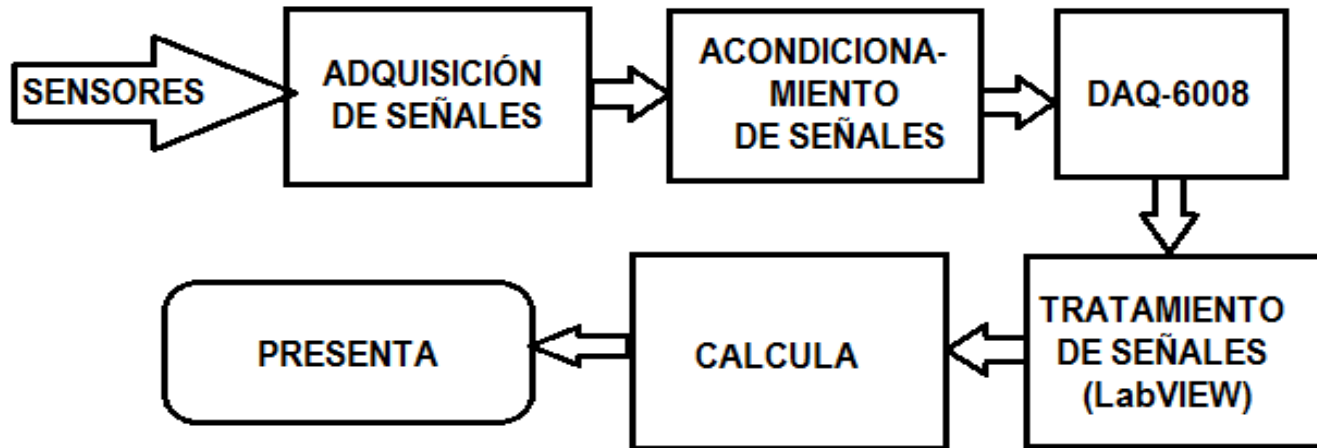 SENSORES
ADQUISICIÓN
DE SEÑALES
ACONDICIONA-
MIENTO
DE SEÑALES
DAQ-6008
TRATAMIENTO
DE SEÑALES
(LabVIEW)
CALCULA
PRESENTA